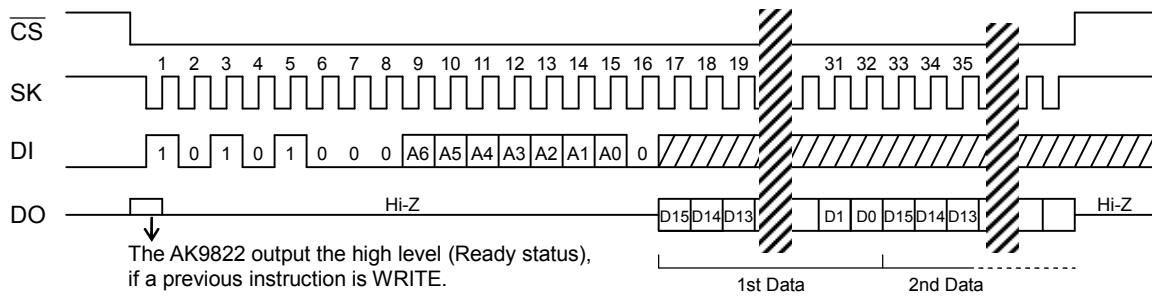 CS
1 2 3 4 5 6 7 8 9 10 11 12 13 14 15 16 17 18 19 31 32 33 34 35
SK
DI 1 0 1 0 1 0 0 0 A6 A5 A4 A3 A2 A1 A0 0
DO Hi-Z D15 D14 D13 D1 D0 D15 D14 D13 Hi-Z
The AK9822 output the high level (Ready status),
if a previous instruction is WRITE.
1st Data 2nd Data